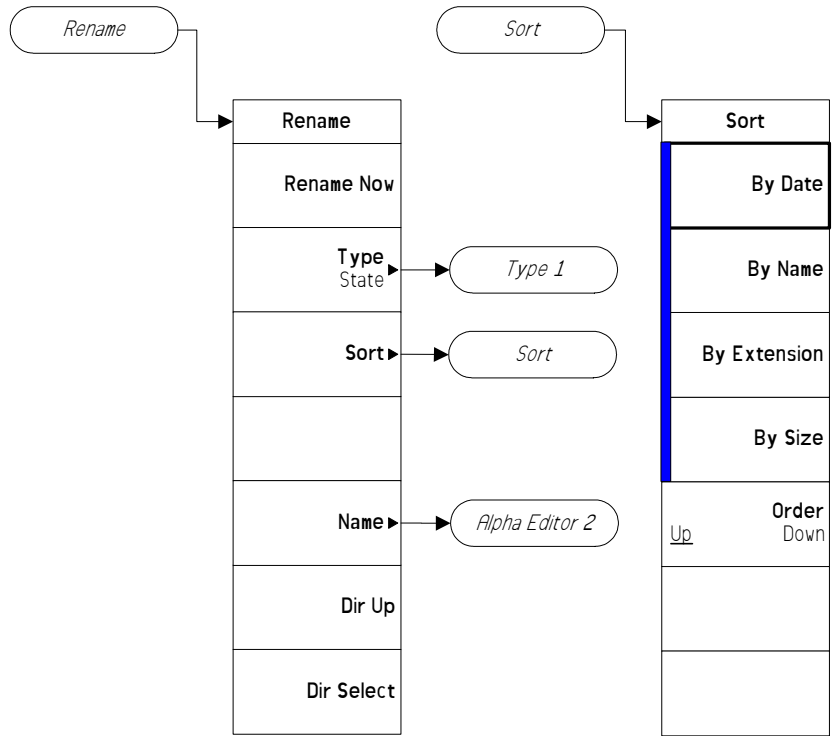 Rename
Sort
Rename
Rename Now
Type
State
Type 1
Sort
Sort
Name
Alpha Editor 2
Dir Up
Dir Select
Sort
By Date
By Name
By Extension
By Size
Order
Up Down